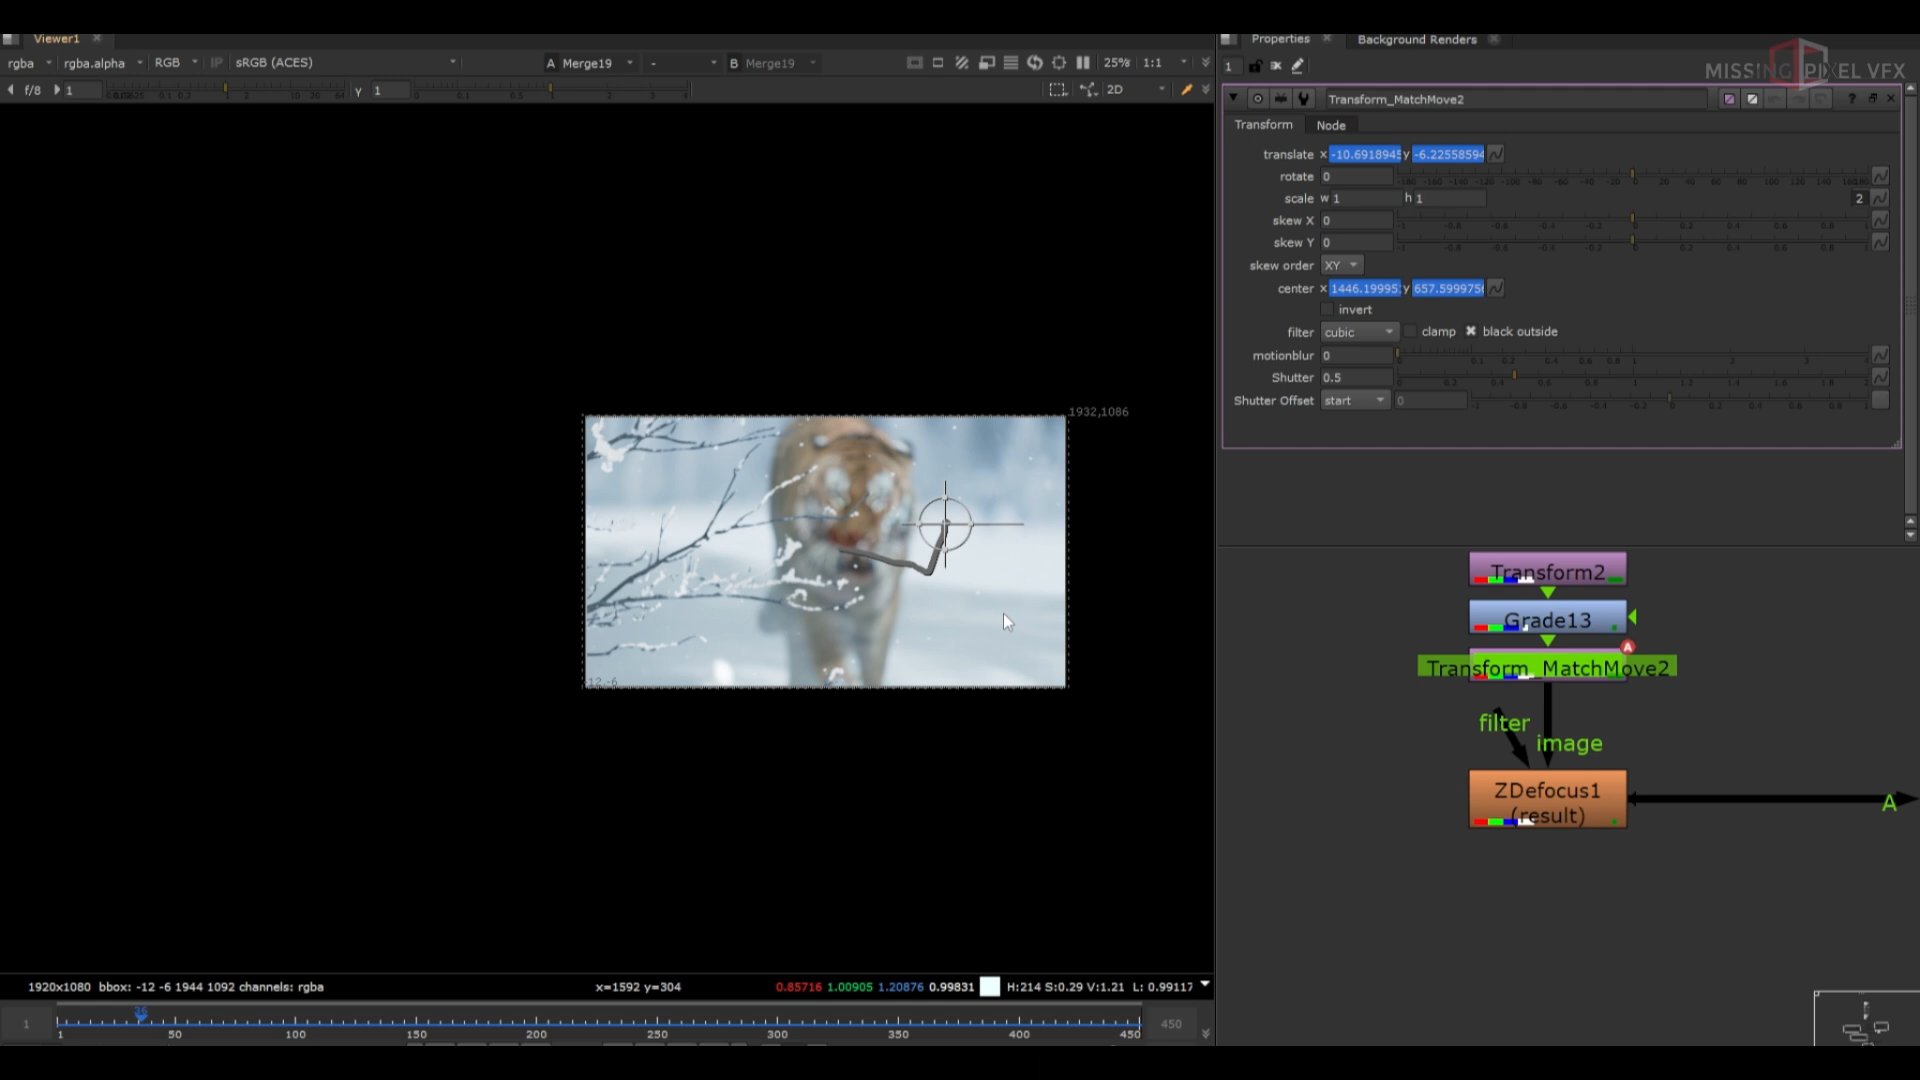 Viewer1
Properties
Background Renders
MISSING PIXEL VFX
rgba
rgba.alpha
RGB
IP
sRGB (ACES)
A Merge19
-
B Merge19
25%
1:1
1
f/8
1
y
1
2D
Transform_MatchMove2
?
Transform
Node
translate x -10.6918945 y -6.22558594
rotate 0
scale w 1 h 1
2
skew X 0
skew Y 0
skew order XY
center x 1446.19995 y 657.599975
invert
filter cubic clamp black outside
motionblur 0
Shutter 0.5
Shutter Offset start 0
1932,1086
12,-6
Transform2
Grade13
A
Transform_MatchMove2
filter
image
ZDefocus1
(result)
A
1920x1080 bbox: -12 -6 1944 1092 channels: rgba
x=1592 y=304
0.85716 1.00905 1.20876 0.99831
H:214 S:0.29 V:1.21 L: 0.99117
1
450
1 50 100 150 200 250 300 350 400 450